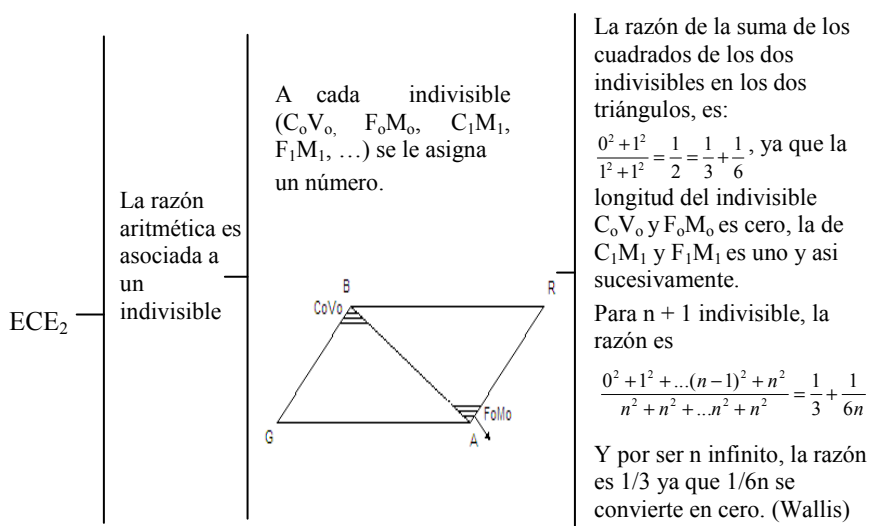 ECE₂
La razón
aritmética es
asociada a
un
indivisible
A cada indivisible
(CₒVₒ, FₒMₒ, C₁M₁,
F₁M₁, …) se le asigna
un número.
B
R
CoVo
FoMo
G
A
La razón de la suma de los
cuadrados de los dos
indivisibles en los dos
triángulos, es:
(0² + 1²)/(1² + 1²) = 1/2 = 1/3 + 1/6, ya que la
longitud del indivisible
CₒVₒ y FₒMₒ es cero, la de
C₁M₁ y F₁M₁ es uno y asi
sucesivamente.
Para n + 1 indivisible, la
razón es
(0² + 1² + ...(n−1)² + n²)/(n² + n² + ...n² + n²) = 1/3 + 1/6n
Y por ser n infinito, la razón
es 1/3 ya que 1/6n se
convierte en cero. (Wallis)